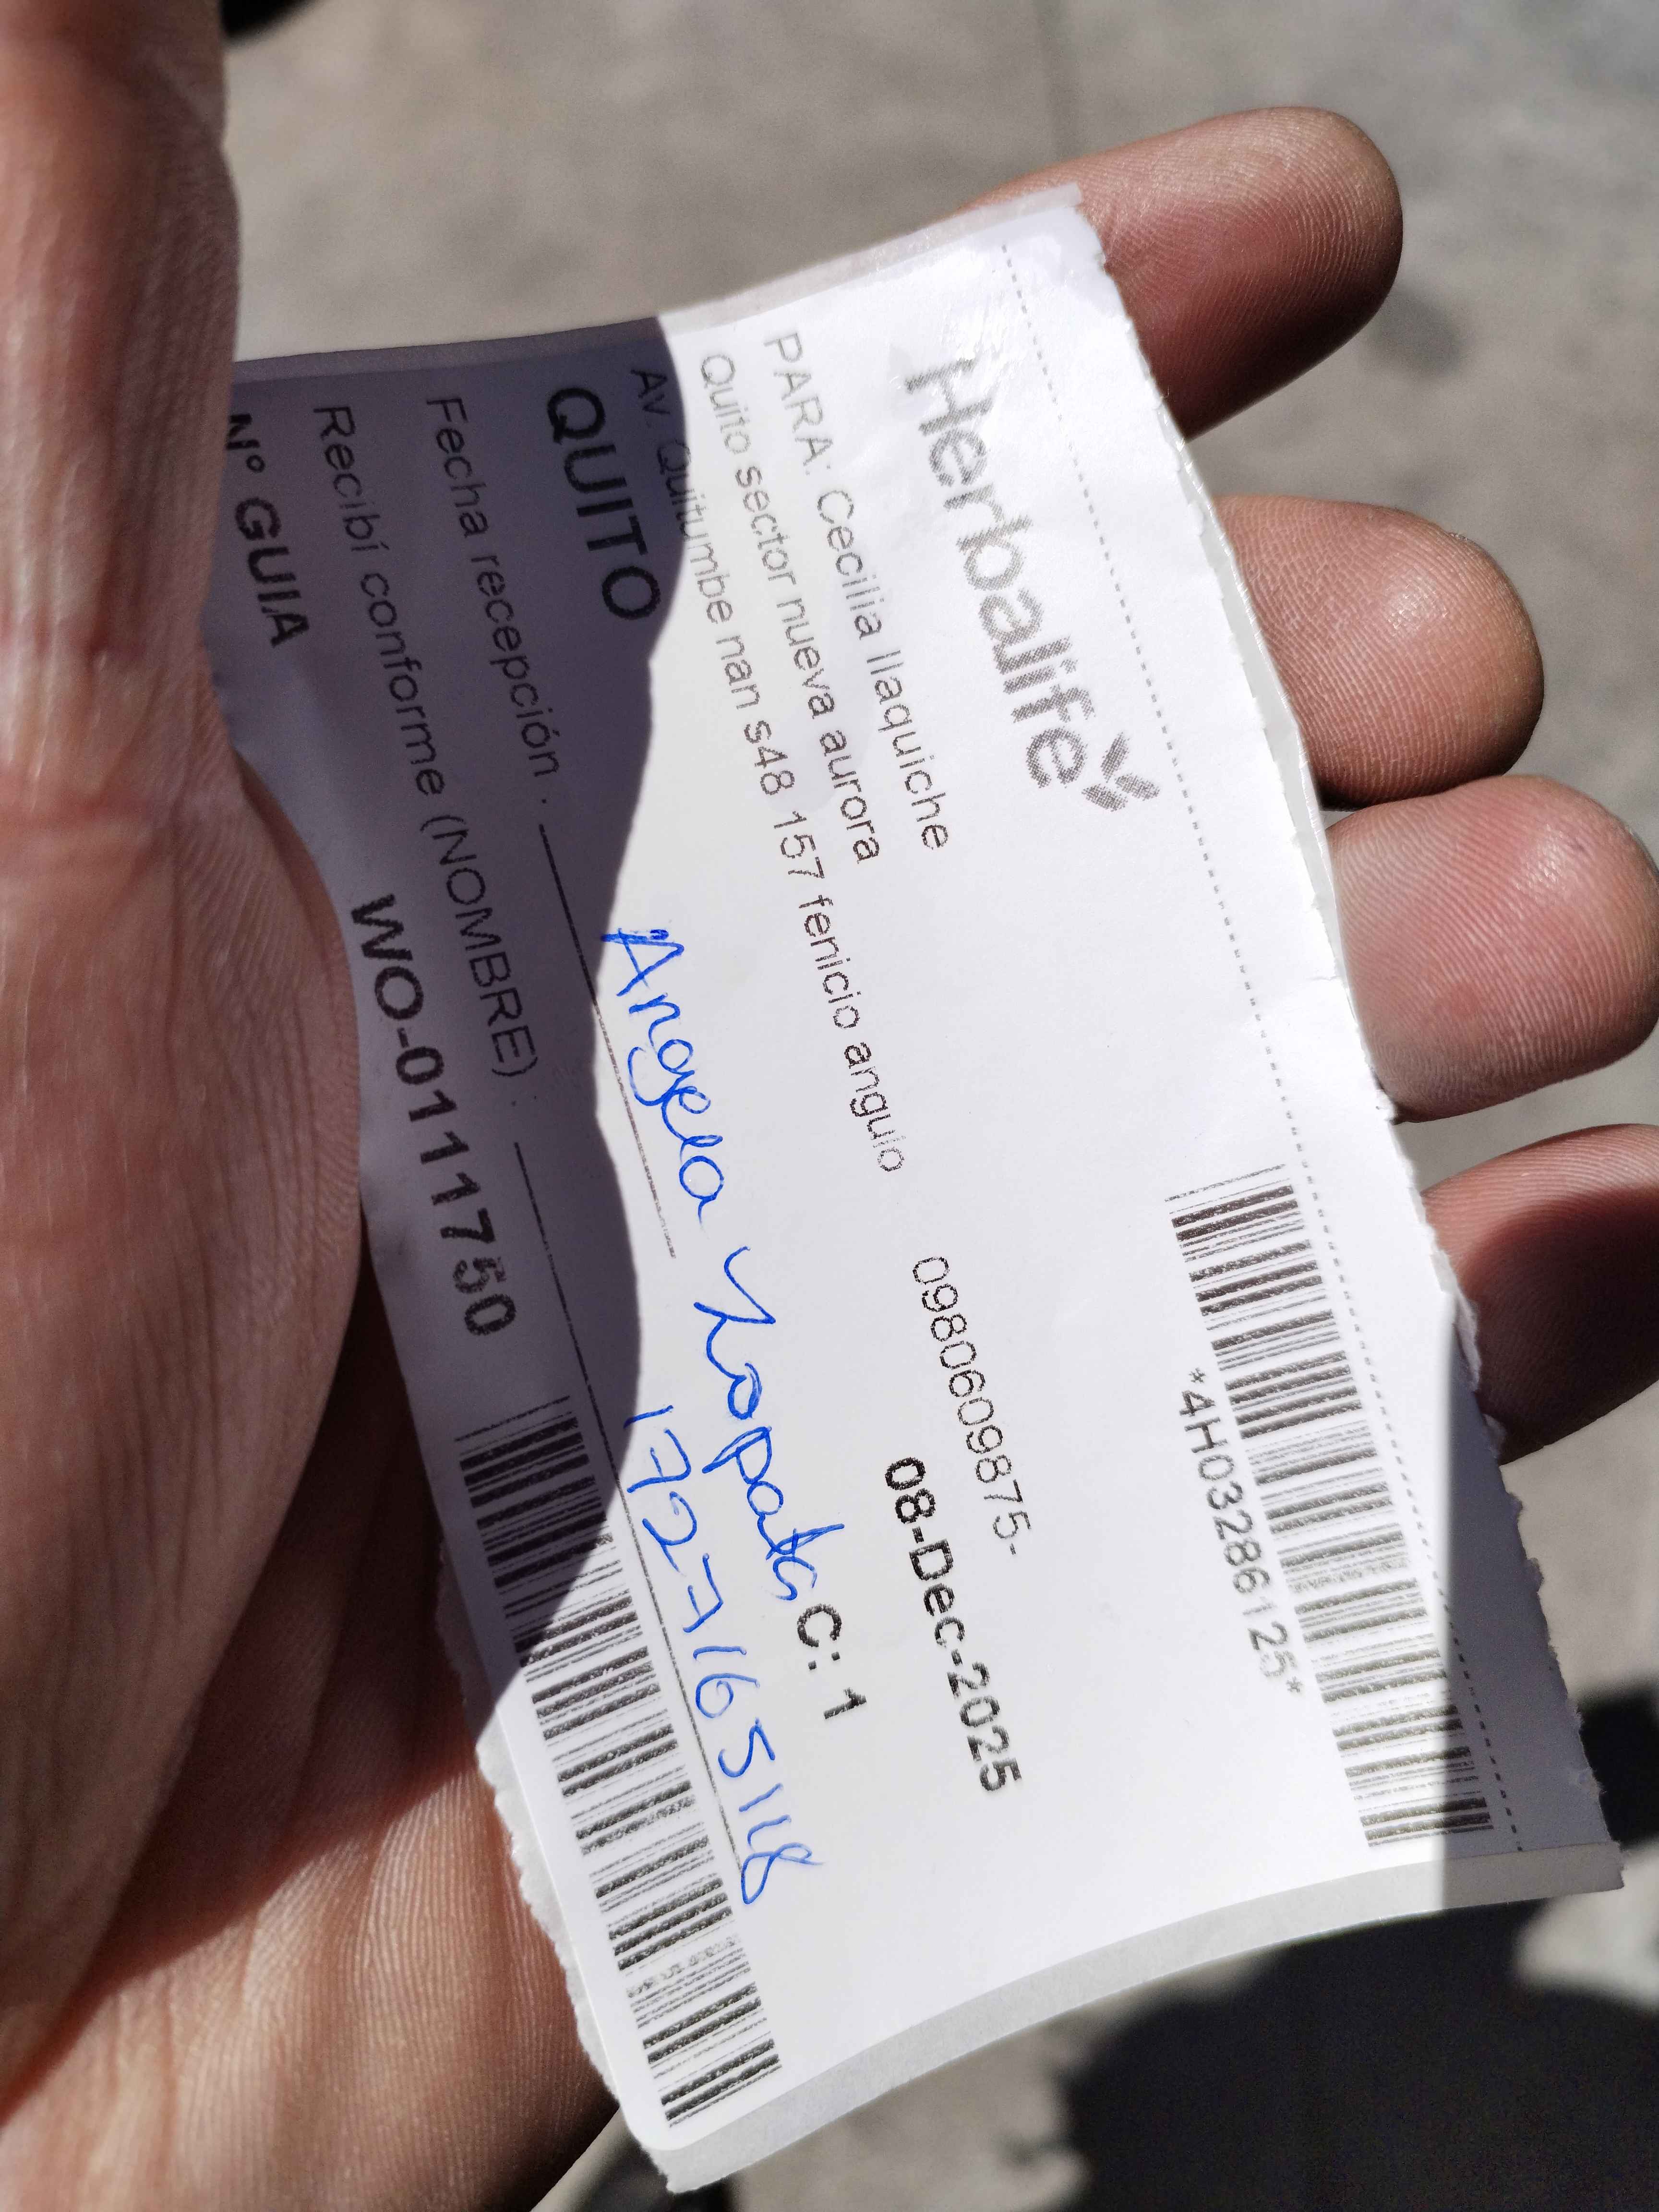 *4H03286125*
Herbalife
PARA: Cecilia llaquiche
Quito sector nueva aurora
Av. Quitumbe nan s48 157 fenicio angulo
0980609875-
08-Dec-2025
QUITO
C: 1
Fecha recepción :
Angela Zapata
Recibí conforme (NOMBRE) :
1727165118
N° GUIA
WO-0111750